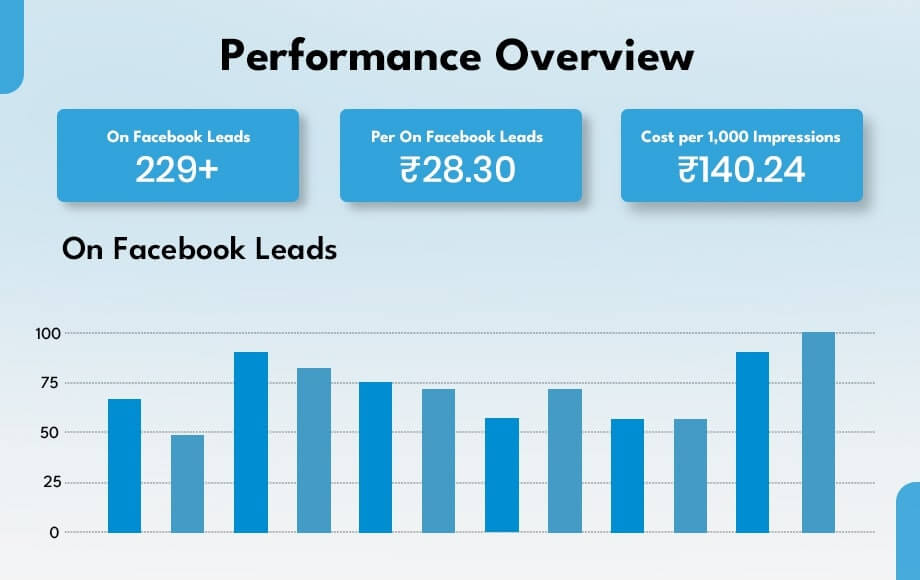 Performance Overview
On Facebook Leads
229+
Per On Facebook Leads
₹28.30
Cost per 1,000 Impressions
₹140.24
On Facebook Leads
100
75
50
25
0